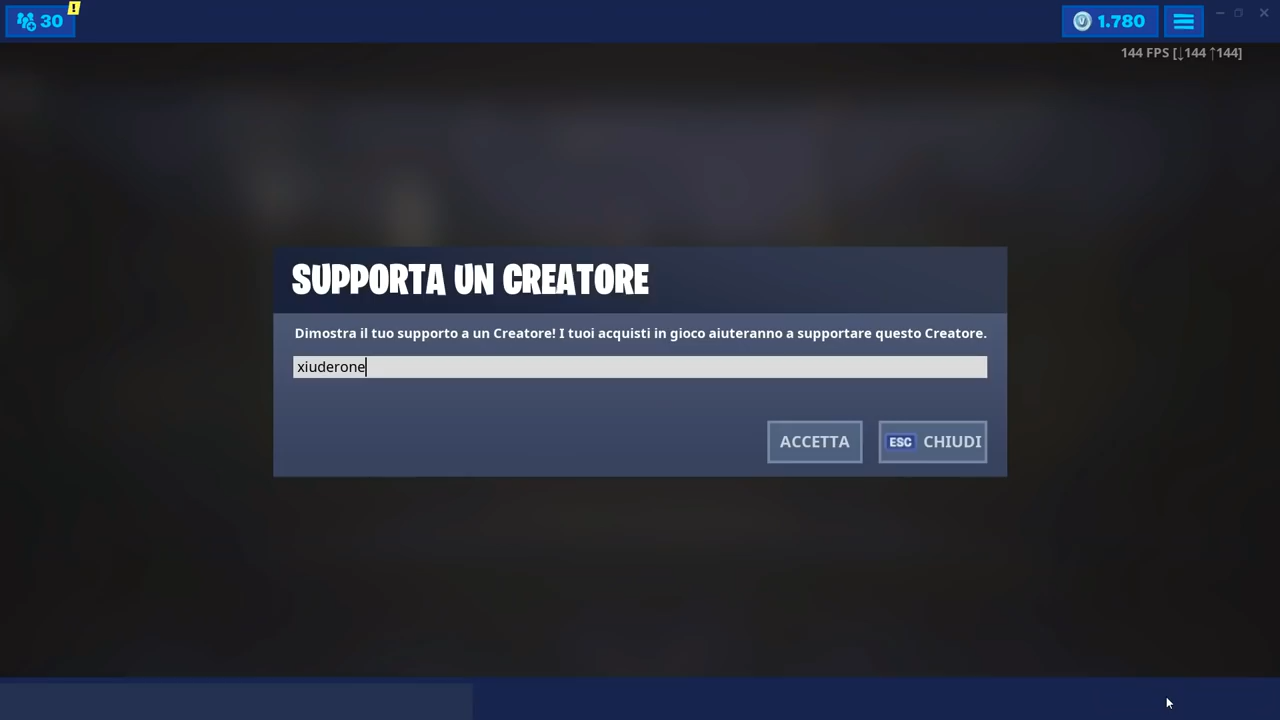 30
!
1.780
144 FPS [↓144 ↑144]
SUPPORTA UN CREATORE
Dimostra il tuo supporto a un Creatore! I tuoi acquisti in gioco aiuteranno a supportare questo Creatore.
xiuderone
ACCETTA
ESC CHIUDI